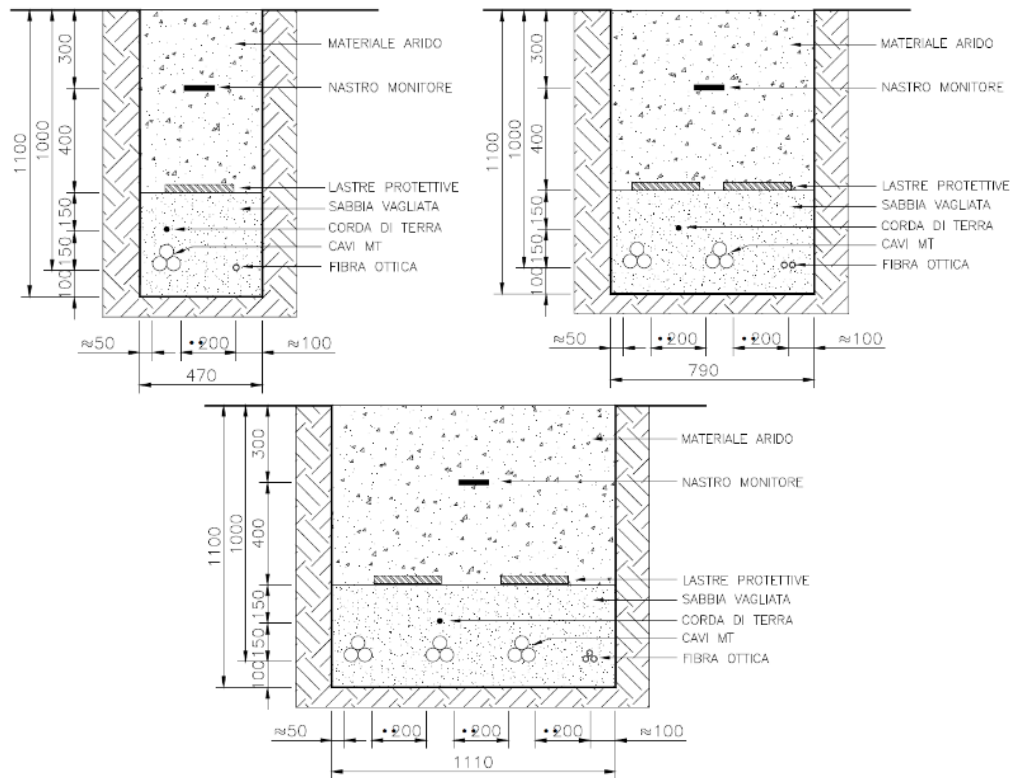 1100
1000
300
400
150
150
100
MATERIALE ARIDO
NASTRO MONITORE
LASTRE PROTETTIVE
SABBIA VAGLIATA
CORDA DI TERRA
CAVI MT
FIBRA OTTICA
≈50
200
≈100
470
1100
1000
300
400
150
150
100
MATERIALE ARIDO
NASTRO MONITORE
LASTRE PROTETTIVE
SABBIA VAGLIATA
CORDA DI TERRA
CAVI MT
FIBRA OTTICA
≈50
200
200
≈100
790
1100
1000
300
400
150
150
100
MATERIALE ARIDO
NASTRO MONITORE
LASTRE PROTETTIVE
SABBIA VAGLIATA
CORDA DI TERRA
CAVI MT
FIBRA OTTICA
≈50
200
200
200
≈100
1110